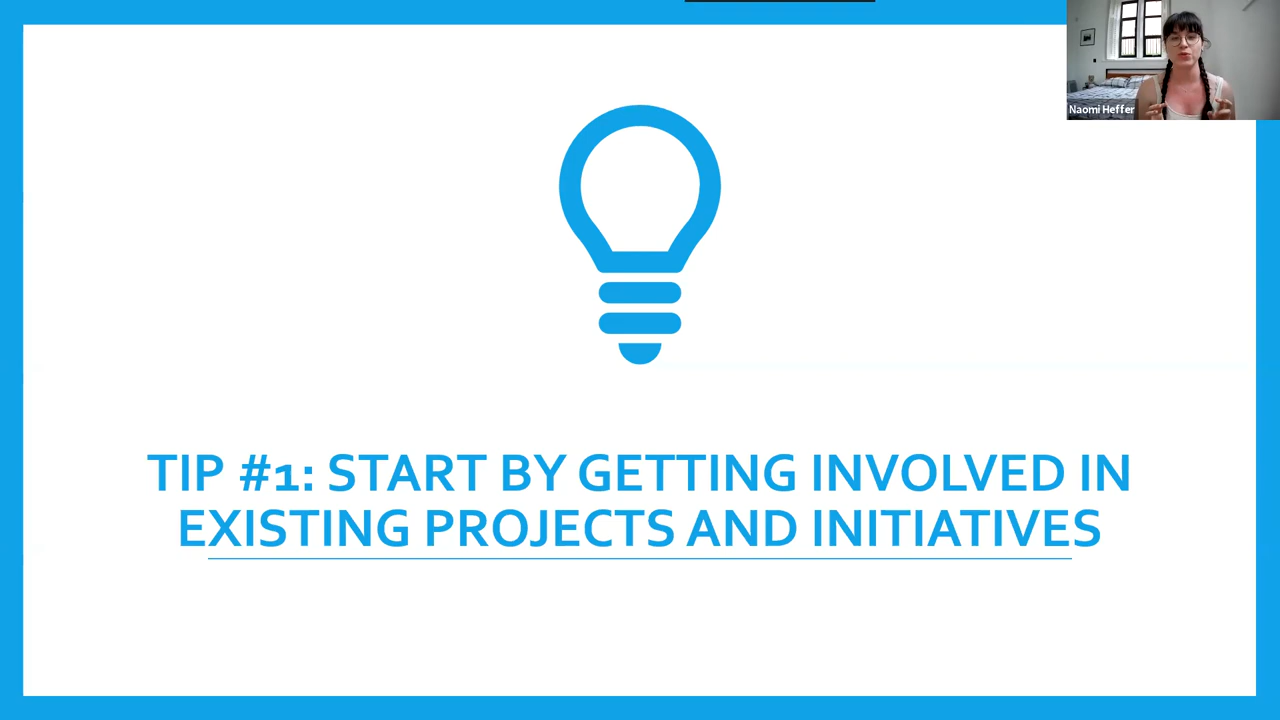 Naomi Heffer
TIP #1: START BY GETTING INVOLVED IN
EXISTING PROJECTS AND INITIATIVES